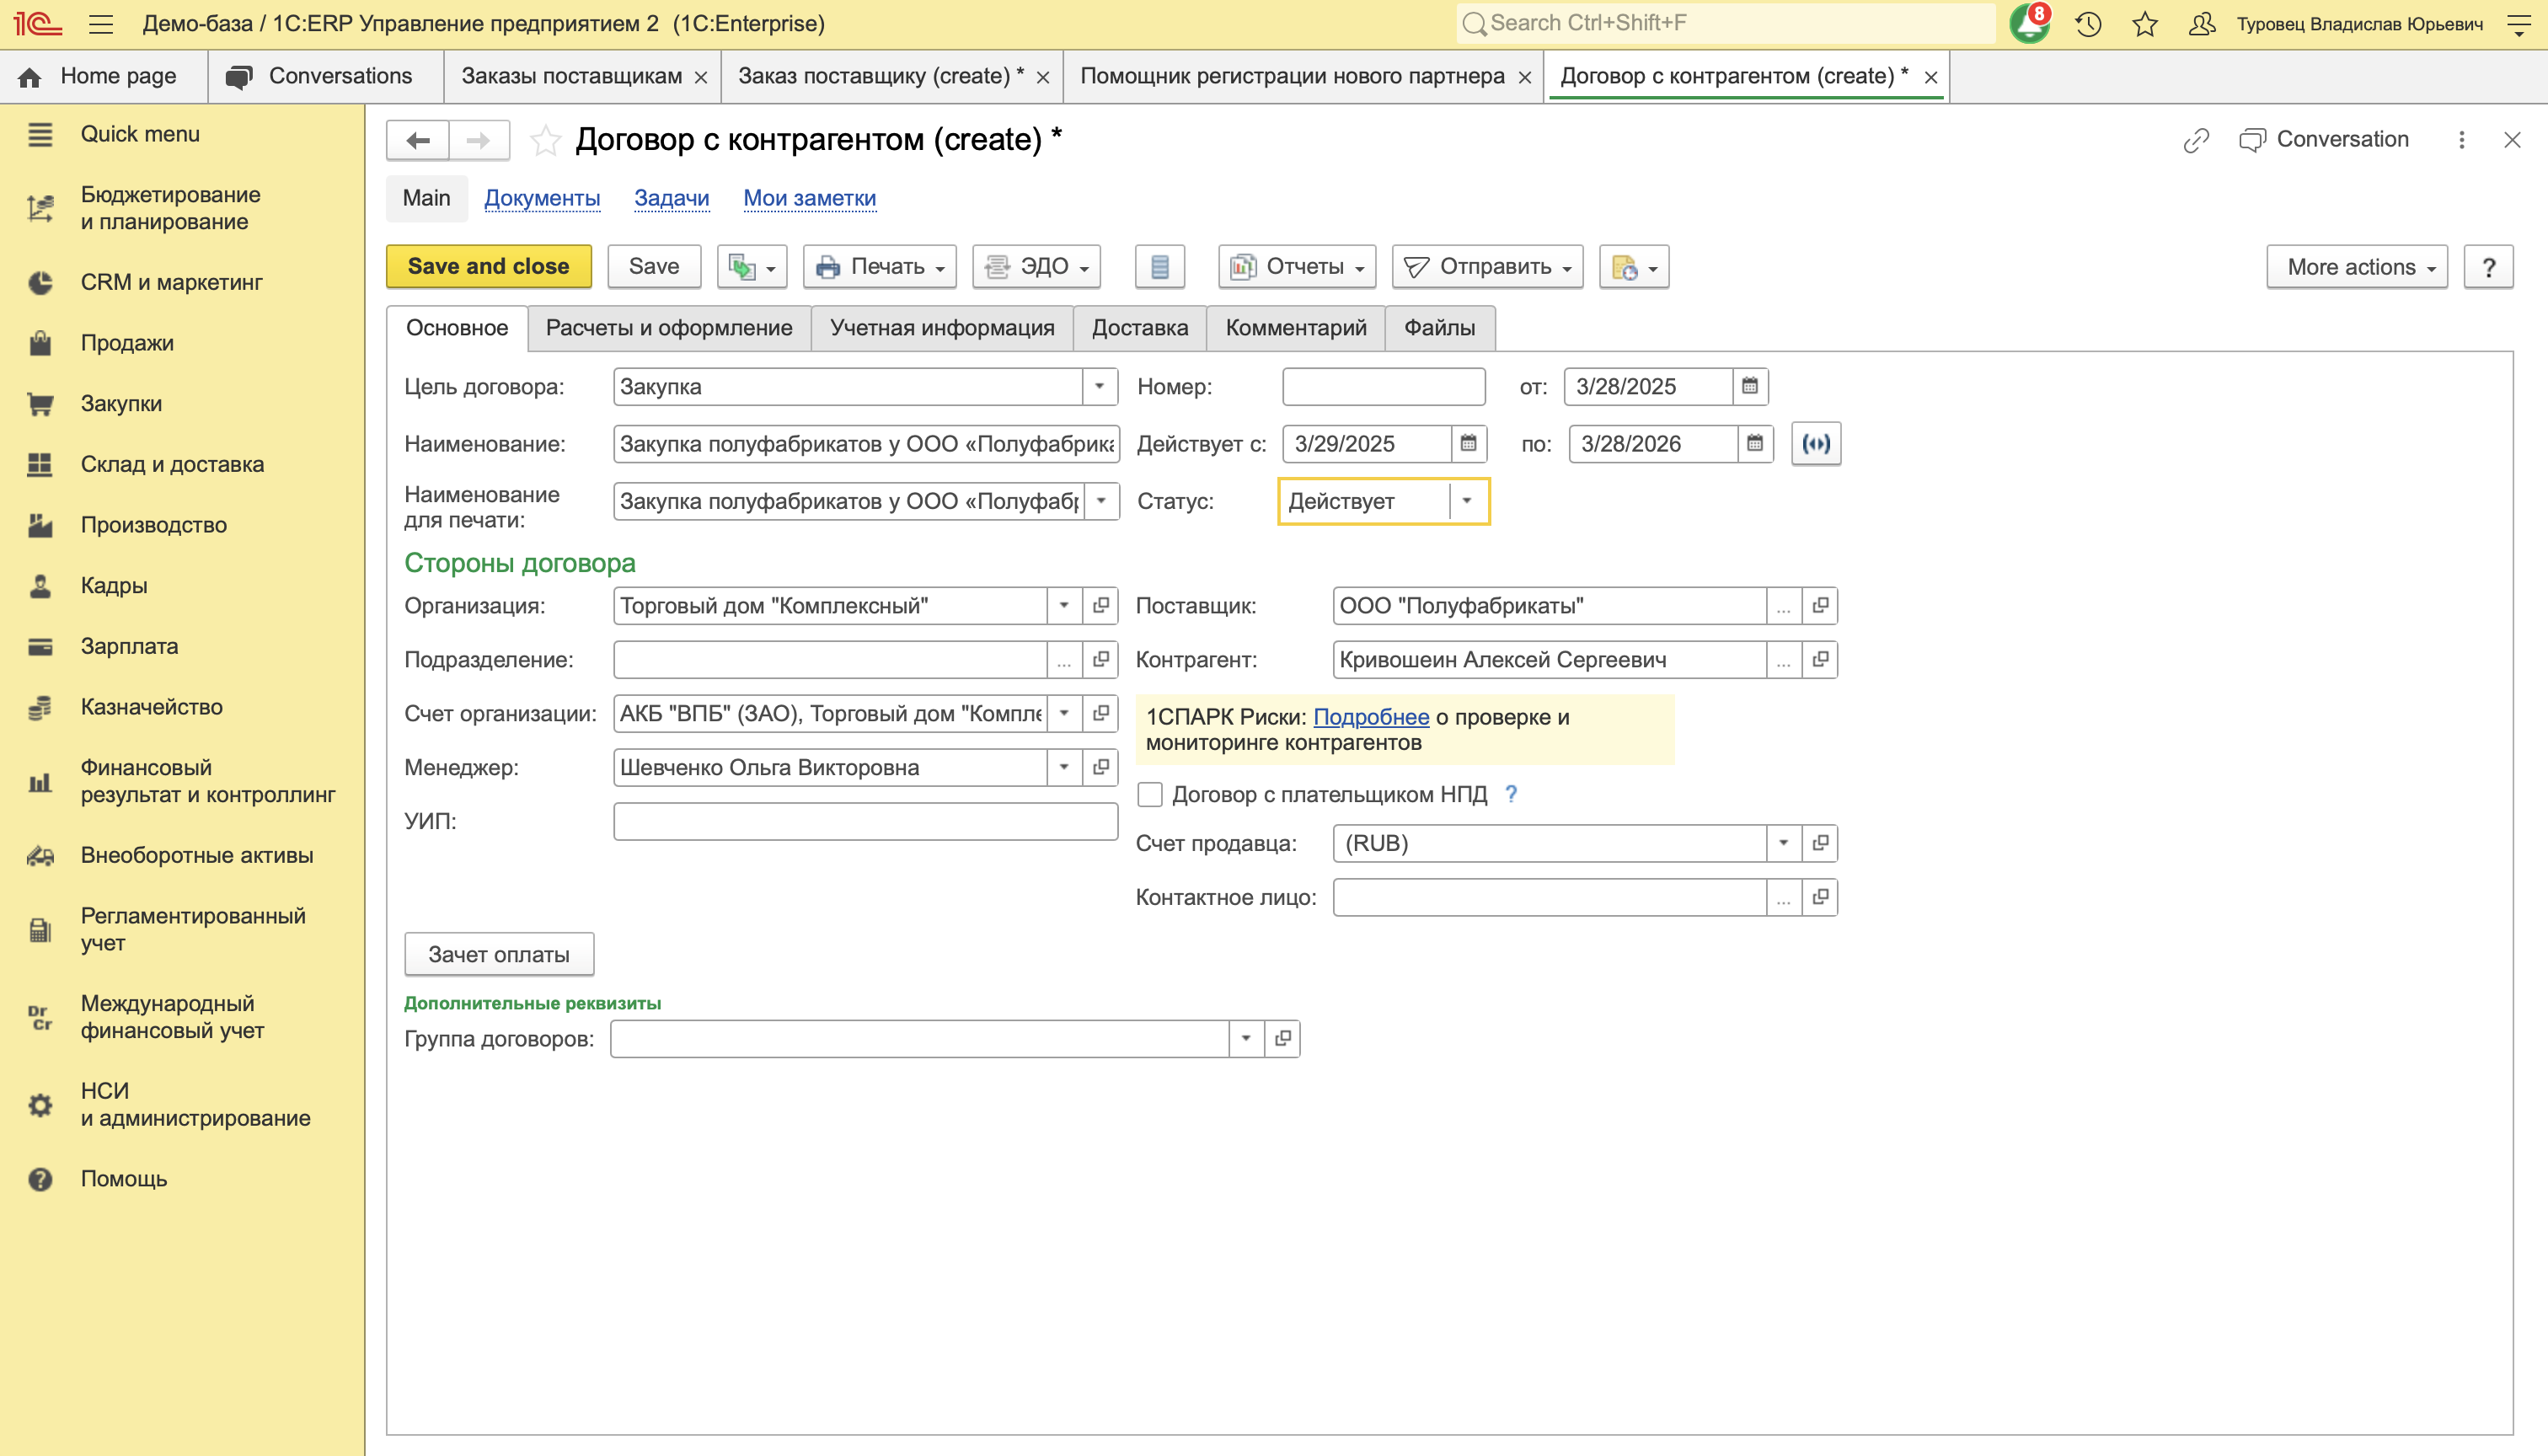 1С Демо-база / 1С:ERP Управление предприятием 2 (1C:Enterprise)
Search Ctrl+Shift+F
8
Туровец Владислав Юрьевич
Home page
Conversations
Заказы поставщикам ×
Заказ поставщику (create) * ×
Помощник регистрации нового партнера ×
Договор с контрагентом (create) * ×
Quick menu
Бюджетирование
и планирование
CRM и маркетинг
Продажи
Закупки
Склад и доставка
Производство
Кадры
Зарплата
Казначейство
Финансовый
результат и контроллинг
Внеоборотные активы
Регламентированный
учет
Dr
Cr
Международный
финансовый учет
НСИ
и администрирование
Помощь
Договор с контрагентом (create) *
Conversation
Main
Документы
Задачи
Мои заметки
Save and close
Save
Печать
ЭДО
Отчеты
Отправить
More actions
?
Основное
Расчеты и оформление
Учетная информация
Доставка
Комментарий
Файлы
Цель договора: Закупка
Номер:
от: 3/28/2025
Наименование: Закупка полуфабрикатов у ООО «Полуфабрика
Действует с: 3/29/2025
по: 3/28/2026
Наименование
для печати:
Закупка полуфабрикатов у ООО «Полуфабр
Статус: Действует
Стороны договора
Организация: Торговый дом "Комплексный"
Поставщик: ООО "Полуфабрикаты"
Подразделение: ...
Контрагент: Кривошеин Алексей Сергеевич
Счет организации: АКБ "ВПБ" (ЗАО), Торговый дом "Компле
1СПАРК Риски: Подробнее о проверке и
мониторинге контрагентов
Менеджер: Шевченко Ольга Викторовна
Договор с плательщиком НПД ?
УИП:
Счет продавца: (RUB)
Контактное лицо: ...
Зачет оплаты
Дополнительные реквизиты
Группа договоров: